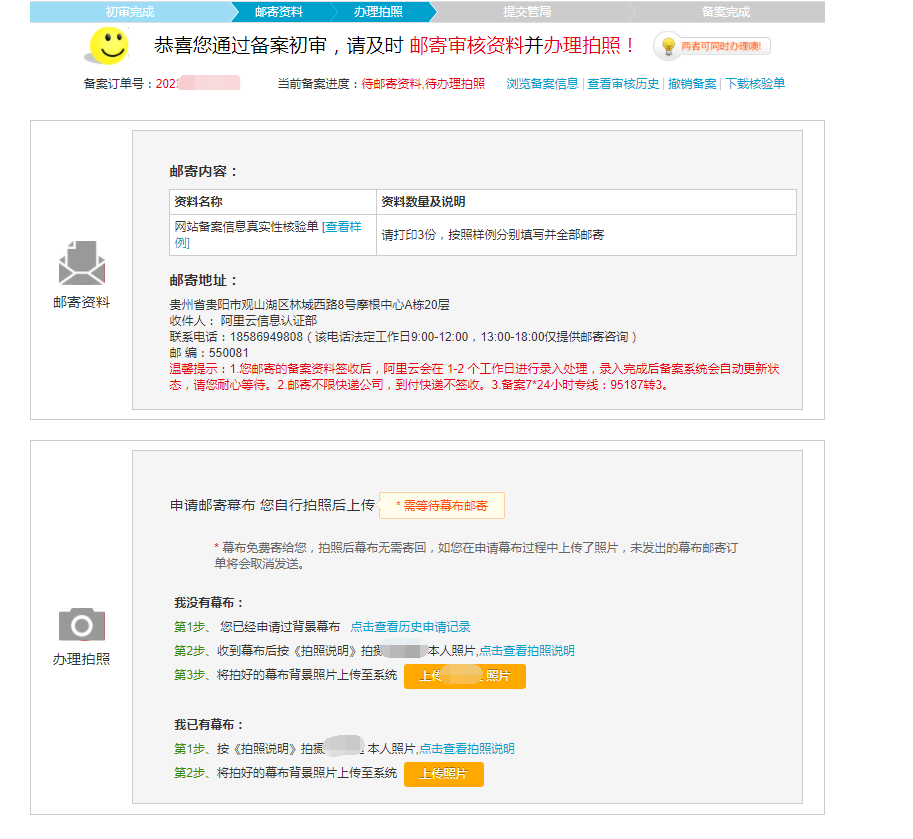 初审完成
邮寄资料
办理拍照
提交管局
备案完成
恭喜您通过备案初审，请及时 邮寄审核资料并办理拍照！
两者可同时办理噢!
备案订单号：202
当前备案进度：待邮寄资料,待办理拍照
浏览备案信息 | 查看审核历史 | 撤销备案 | 下载核验单
邮寄资料
邮寄内容：
资料名称
资料数量及说明
网站备案信息真实性核验单 [查看样
例]
请打印3份，按照样例分别填写并全部邮寄
邮寄地址：
贵州省贵阳市观山湖区林城西路8号摩根中心A栋20层
收件人： 阿里云信息认证部
联系电话：18586949808（该电话法定工作日9:00-12:00，13:00-18:00仅提供邮寄咨询）
邮 编：550081
温馨提示：1.您邮寄的备案资料签收后，阿里云会在 1-2 个工作日进行录入处理，录入完成后备案系统会自动更新状
态，请您耐心等待。2.邮寄不限快递公司，到付快递不签收。3.备案7*24小时专线：95187转3。
办理拍照
申请邮寄幕布 您自行拍照后上传
* 需等待幕布邮寄
* 幕布免费寄给您，拍照后幕布无需寄回，如您在申请幕布过程中上传了照片，未发出的幕布邮寄订
单将会取消发送。
我没有幕布：
第1步、 您已经申请过背景幕布 点击查看历史申请记录
第2步、收到幕布后按《拍照说明》拍摄 本人照片,点击查看拍照说明
第3步、将拍好的幕布背景照片上传至系统 上传 照片
我已有幕布：
第1步、按《拍照说明》拍摄 本人照片,点击查看拍照说明
第2步、将拍好的幕布背景照片上传至系统 上传照片